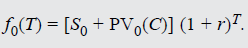 f₀(T) = [S₀ + PV₀(C)] (1 + r)ᵀ.